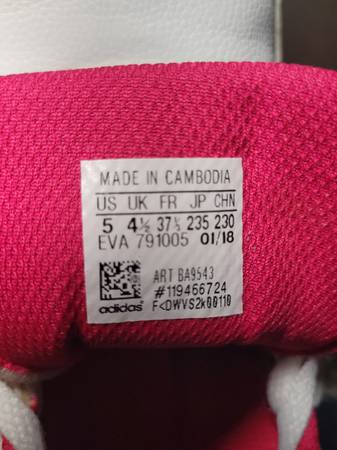 MADE IN CAMBODIA
US UK FR JP CHN
5 4½ 37⅓ 235 230
EVA 791005 01/18
ART BA9543
#119466724
adidas® F<DWVS2k00110